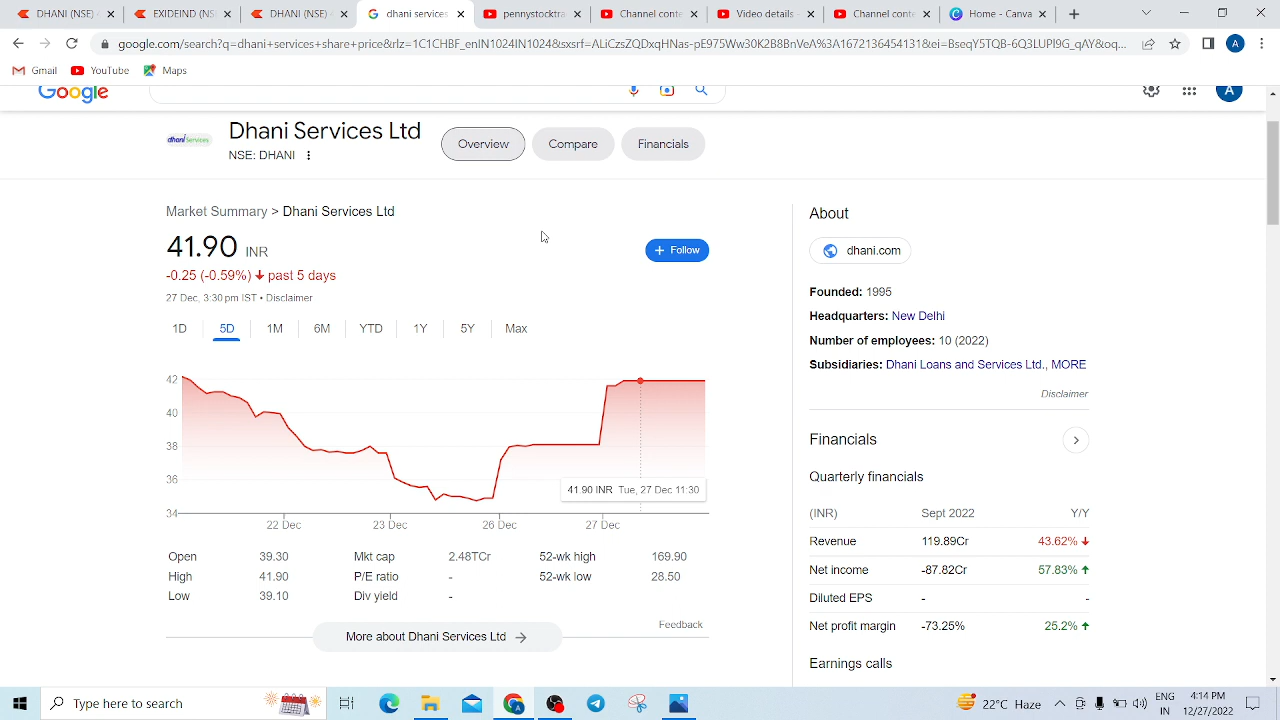 DHANI (NSE)
EXIDEIND (NS
DHANI (NSE)
dhani services
pennystocktra
Channel conte
Video details
Channel conte
Home - Canva
google.com/search?q=dhani+services+share+price&rlz=1C1CHBF_enIN1024IN1024&sxsrf=ALiCzsZQDxqHNas-pE975Ww30K2B8BnVeA%3A1672136454131&ei=BseqY5TQB-6Q3LUPI9G_qAY&oq...
A
Gmail
YouTube
Maps
Google
A
dhani services
Dhani Services Ltd
NSE: DHANI
Overview
Compare
Financials
Market Summary > Dhani Services Ltd
41.90 INR
+ Follow
-0.25 (-0.59%) ↓ past 5 days
27 Dec, 3:30 pm IST • Disclaimer
1D
5D
1M
6M
YTD
1Y
5Y
Max
42
40
38
36
34
41.90 INR Tue, 27 Dec 11:30
22 Dec
23 Dec
26 Dec
27 Dec
Open 39.30 Mkt cap 2.48TCr 52-wk high 169.90
High 41.90 P/E ratio - 52-wk low 28.50
Low 39.10 Div yield -
Feedback
More about Dhani Services Ltd →
About
dhani.com
Founded: 1995
Headquarters: New Delhi
Number of employees: 10 (2022)
Subsidiaries: Dhani Loans and Services Ltd., MORE
Disclaimer
Financials
Quarterly financials
(INR) Sept 2022 Y/Y
Revenue 119.89Cr 43.62% ↓
Net income -87.82Cr 57.83% ↑
Diluted EPS - -
Net profit margin -73.25% 25.2% ↑
Earnings calls
Type here to search
22°C Haze
ENG
IN
4:14 PM
12/27/2022